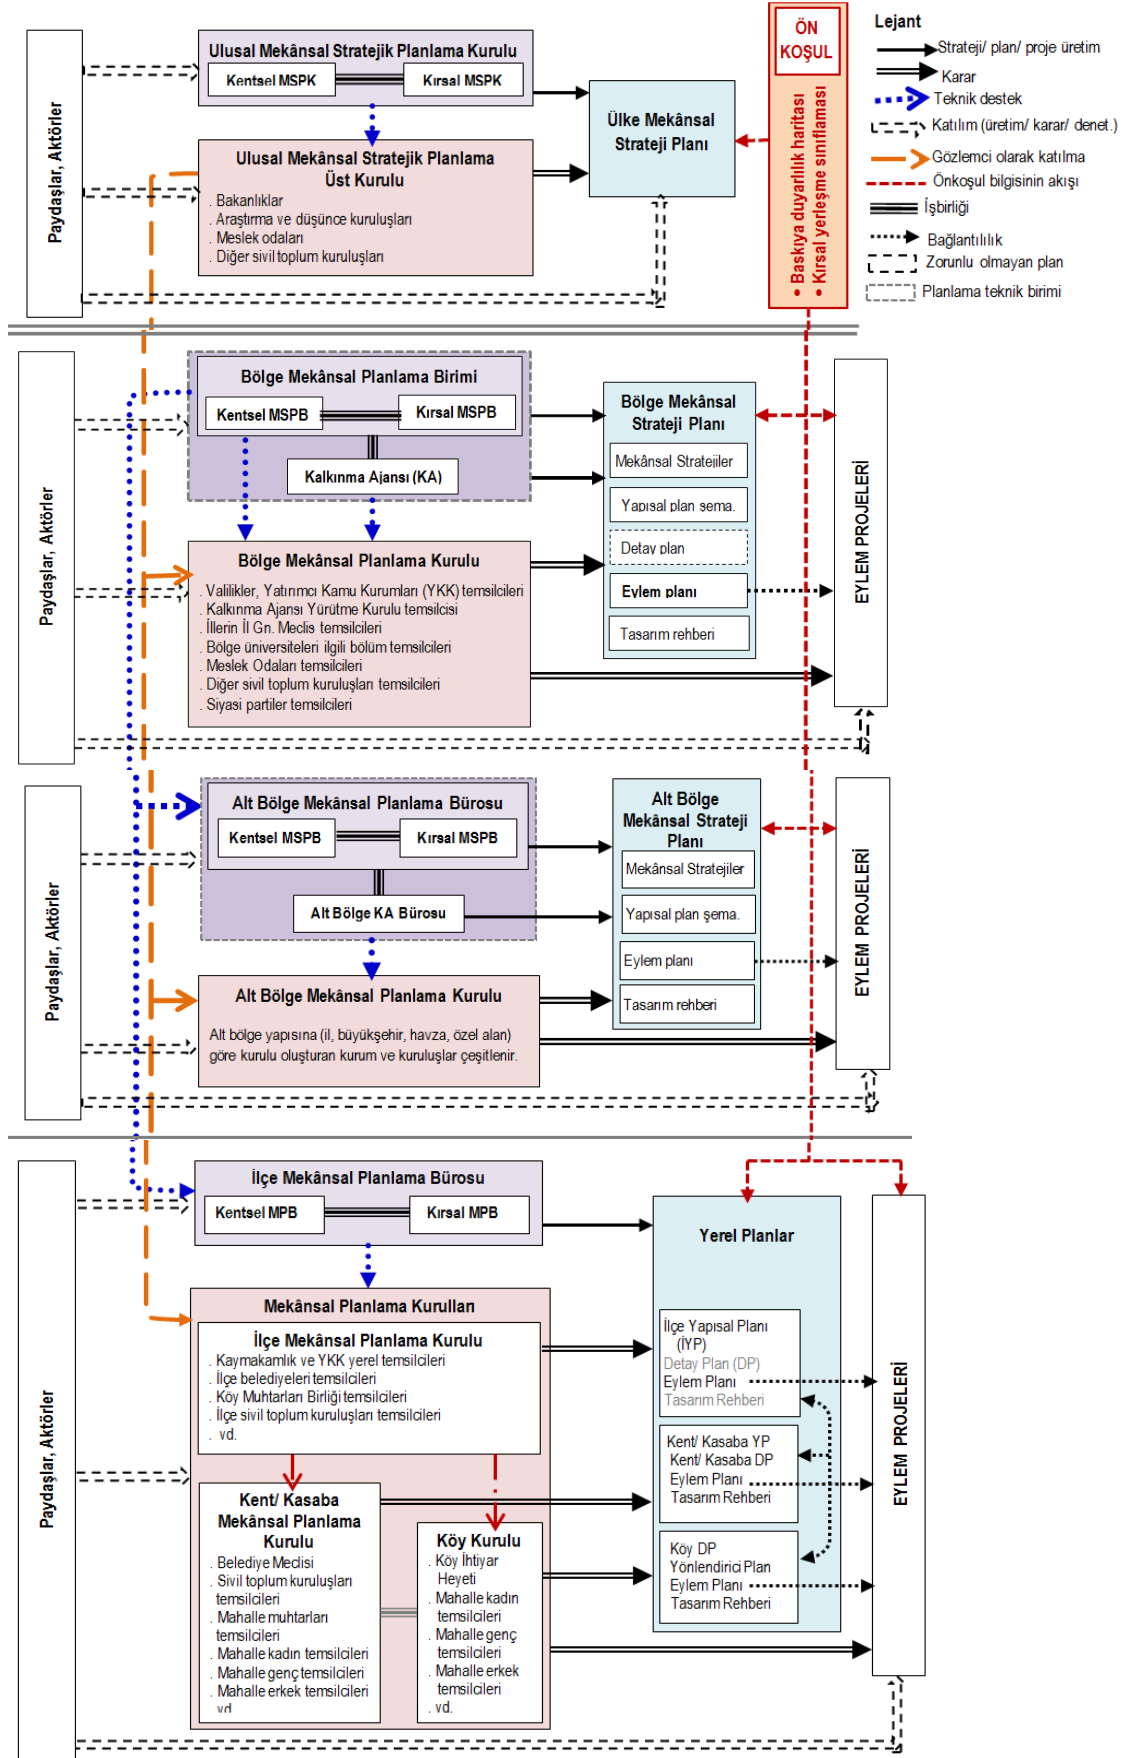 Paydaşlar, Aktörler
Ulusal Mekânsal Stratejik Planlama Kurulu
Kentsel MSPK
Kırsal MSPK
Ulusal Mekânsal Stratejik Planlama
Üst Kurulu
. Bakanlıklar
. Araştırma ve düşünce kuruluşları
. Meslek odaları
. Diğer sivil toplum kuruluşları
Ülke Mekânsal
Strateji Planı
ÖN
KOŞUL
• Baskıya duyarlılık haritası
• Kırsal yerleşme sınıflaması
Lejant
Strateji/ plan/ proje üretim
Karar
Teknik destek
Katılım (üretim/ karar/ denet.)
Gözlemci olarak katılma
Önkoşul bilgisinin akışı
İşbirliği
Bağlantılılık
Zorunlu olmayan plan
Planlama teknik birimi
Paydaşlar, Aktörler
Bölge Mekânsal Planlama Birimi
Kentsel MSPB
Kırsal MSPB
Kalkınma Ajansı (KA)
Bölge Mekânsal Planlama Kurulu
. Valilikler, Yatırımcı Kamu Kurumları (YKK) temsilcileri
. Kalkınma Ajansı Yürütme Kurulu temsilcisi
. İllerin İl Gn. Meclis temsilcileri
. Bölge üniversiteleri ilgili bölüm temsilcileri
. Meslek Odaları temsilcileri
. Diğer sivil toplum kuruluşları temsilcileri
. Siyasi partiler temsilcileri
Bölge Mekânsal
Strateji Planı
Mekânsal Stratejiler
Yapısal plan şema.
Detay plan
Eylem planı
Tasarım rehberi
EYLEM PROJELERİ
Paydaşlar, Aktörler
Alt Bölge Mekânsal Planlama Bürosu
Kentsel MSPB
Kırsal MSPB
Alt Bölge KA Bürosu
Alt Bölge Mekânsal Planlama Kurulu
Alt bölge yapısına (il, büyükşehir, havza, özel alan)
göre kurulu oluşturan kurum ve kuruluşlar çeşitlenir.
Alt Bölge
Mekânsal Strateji
Planı
Mekânsal Stratejiler
Yapısal plan şema.
Eylem planı
Tasarım rehberi
EYLEM PROJELERİ
Paydaşlar, Aktörler
İlçe Mekânsal Planlama Bürosu
Kentsel MPB
Kırsal MPB
Mekânsal Planlama Kurulları
İlçe Mekânsal Planlama Kurulu
. Kaymakamlık ve YKK yerel temsilcileri
. İlçe belediyeleri temsilcileri
. Köy Muhtarları Birliği temsilcileri
. İlçe sivil toplum kuruluşları temsilcileri
. vd.
Kent/ Kasaba
Mekânsal Planlama
Kurulu
. Belediye Meclisi
. Sivil toplum kuruluşları
temsilcileri
. Mahalle muhtarları
temsilcileri
. Mahalle kadın temsilcileri
. Mahalle genç temsilcileri
. Mahalle erkek temsilcileri
. vd
Köy Kurulu
. Köy İhtiyar
Heyeti
. Mahalle kadın
temsilcileri
. Mahalle genç
temsilcileri
. Mahalle erkek
temsilcileri
. vd.
Yerel Planlar
İlçe Yapısal Planı
(İYP)
Detay Plan (DP)
Eylem Planı
Tasarım Rehberi
Kent/ Kasaba YP
Kent/ Kasaba DP
Eylem Planı
Tasarım Rehberi
Köy DP
Yönlendirici Plan
Eylem Planı
Tasarım Rehberi
EYLEM PROJELERİ